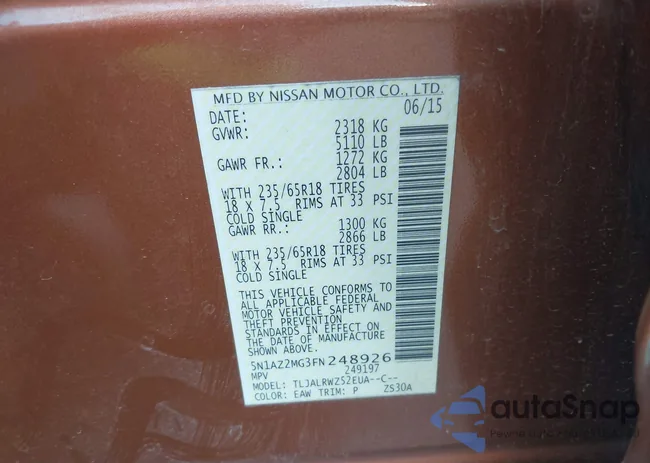 MFD BY NISSAN MOTOR CO., LTD.
DATE: 06/15
GVWR: 2318 KG
5110 LB
GAWR FR.: 1272 KG
2804 LB
WITH 235/65R18 TIRES
18 X 7.5 RIMS AT 33 PSI
COLD SINGLE
GAWR RR.: 1300 KG
2866 LB
WITH 235/65R18 TIRES
18 X 7.5 RIMS AT 33 PSI
COLD SINGLE
THIS VEHICLE CONFORMS TO
ALL APPLICABLE FEDERAL
MOTOR VEHICLE SAFETY AND
THEFT PREVENTION
STANDARDS IN EFFECT ON
THE DATE OF MANUFACTURE
5N1AZ2MG3FN248926
MPV 249197
MODEL: TLJALRWZ52EUA--C--
COLOR: EAW TRIM: P ZS30A
autoSnap